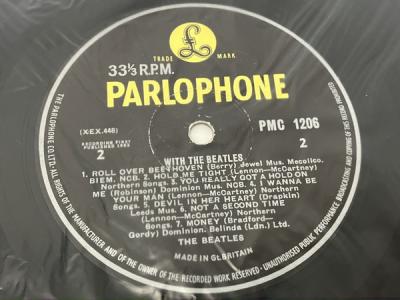 £
TRADE MARK
33⅓ R.P.M.
PARLOPHONE
(XEX.448)
PMC 1206
RECORDING FIRST
PUBLISHED 1963
2
2
WITH THE BEATLES
1. ROLL OVER BEETHOVEN (Berry) Jewel Mus. Mecolico.
BIEM. NCB. 2. HOLD ME TIGHT (Lennon-McCartney)
Northern Songs. 3. YOU REALLY GOT A HOLD ON
ME (Robinson) Dominion Mus. NCB. 4. I WANNA BE
YOUR MAN (Lennon-McCartney) Northern
Songs. 5. DEVIL IN HER HEART (Drapkin)
Leeds Mus. 6. NOT A SECOND TIME
(Lennon-McCartney) Northern
Songs. 7. MONEY (Bradford-
Gordy) Dominion. Belinda (Ldn.) Ltd.
THE BEATLES
MADE IN GT.BRITAIN
THE PARLOPHONE CO.LTD. ALL RIGHTS OF THE MANUFACTURER AND OF THE OWNER OF THE RECORDED WORK RESERVED. UNAUTHORISED PUBLIC PERFORMANCE BROADCASTING AND COPYING OF THIS RECORD PROHIBITED